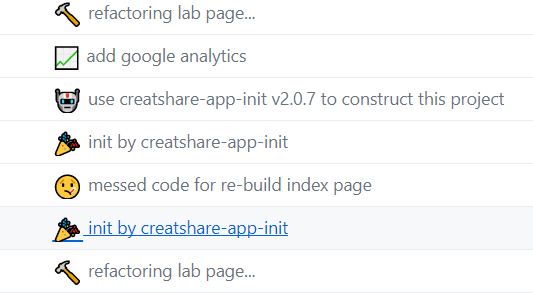 refactoring lab page...
add google analytics
use creatshare-app-init v2.0.7 to construct this project
init by creatshare-app-init
messed code for re-build index page
init by creatshare-app-init
refactoring lab page...